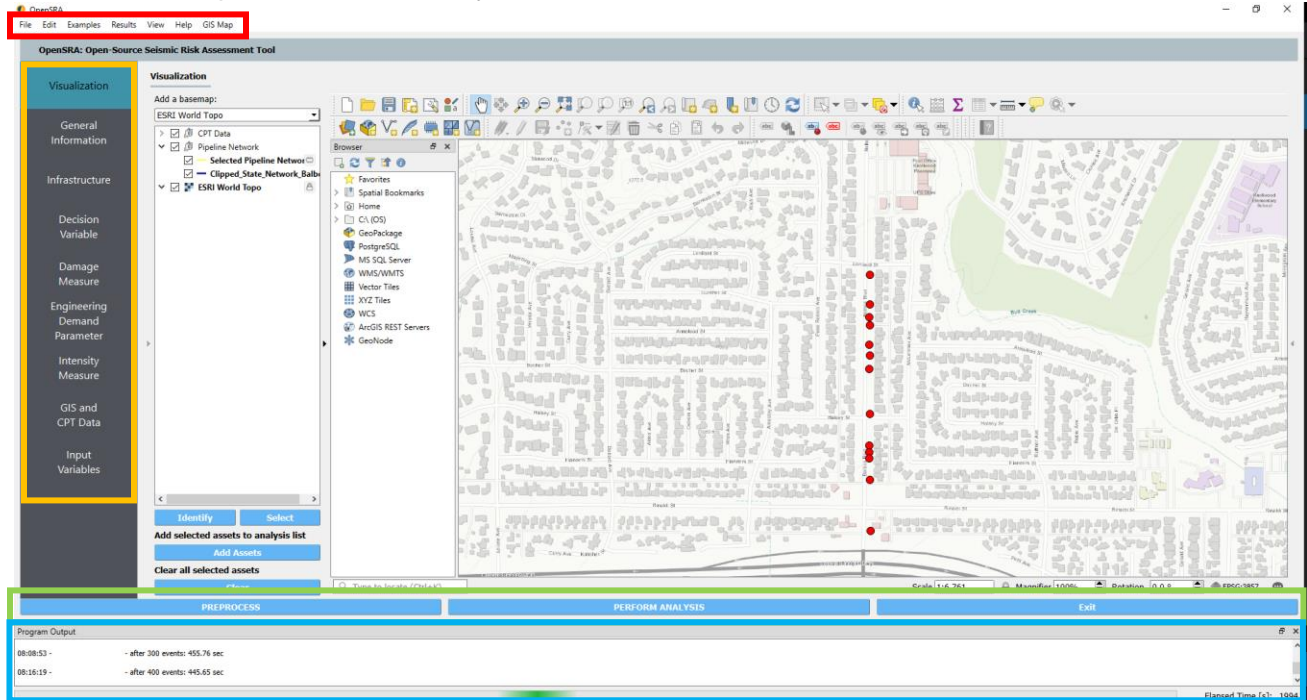 OpenSRA
File Edit Examples Results View Help GIS Map
OpenSRA: Open-Source Seismic Risk Assessment Tool
Visualization
General
Information
Infrastructure
Decision
Variable
Damage
Measure
Engineering
Demand
Parameter
Intensity
Measure
GIS and
CPT Data
Input
Variables
Visualization
Add a basemap:
ESRI World Topo
CPT Data
Pipeline Network
Selected Pipeline Networ
Clipped_State_Network_Balb
ESRI World Topo
Identify Select
Add selected assets to analysis list
Add Assets
Clear all selected assets
Clear
Browser
Favorites
Spatial Bookmarks
Home
C:\ (OS)
GeoPackage
PostgreSQL
MS SQL Server
WMS/WMTS
Vector Tiles
XYZ Tiles
WCS
ArcGIS REST Servers
GeoNode
Bull Creek
Type to locate (Ctrl+K)
Scale 1:6,761 Magnifier 100% Rotation 0.0 ° EPSG:3857
PREPROCESS PERFORM ANALYSIS Exit
Program Output
08:08:53 - - after 300 events: 455.76 sec
08:16:19 - - after 400 events: 445.65 sec
Elapsed Time [s]: 1994